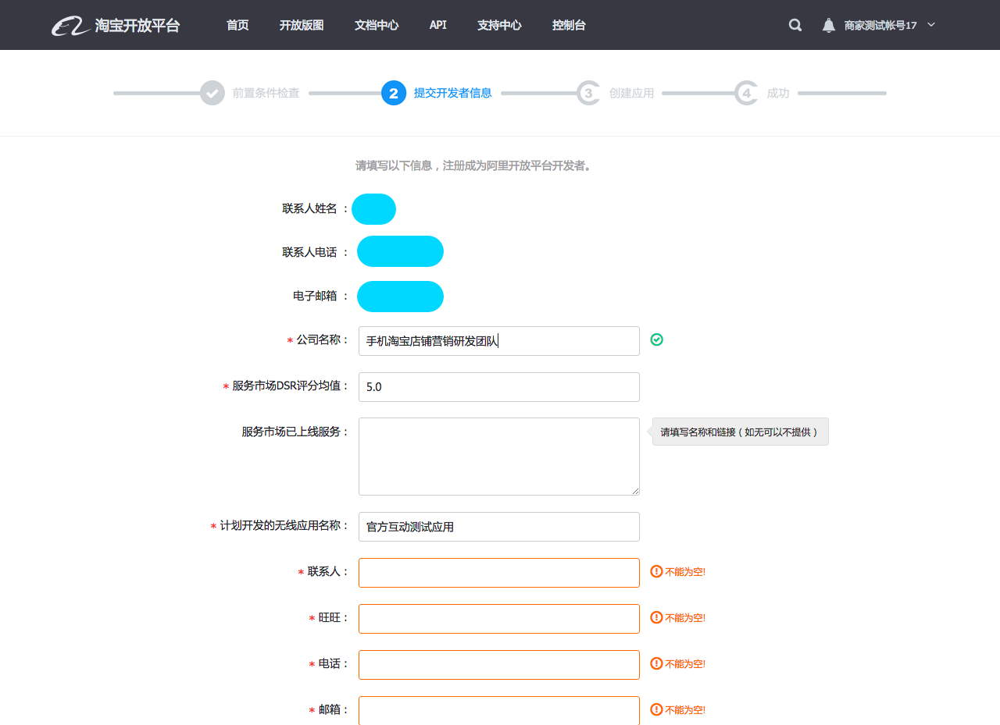 淘宝开放平台 首页 开放版图 文档中心 API 支持中心 控制台 商家测试帐号17
前置条件检查 2 提交开发者信息 3 创建应用 4 成功
请填写以下信息，注册成为阿里开放平台开发者。
联系人姓名 ：
联系人电话 ：
电子邮箱 ：
* 公司名称： 手机淘宝店铺营销研发团队
* 服务市场DSR评分均值： 5.0
服务市场已上线服务： 请填写名称和链接（如无可以不提供）
* 计划开发的无线应用名称： 官方互动测试应用
* 联系人： 不能为空!
* 旺旺： 不能为空!
* 电话： 不能为空!
* 邮箱： 不能为空!